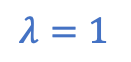 λ = 1